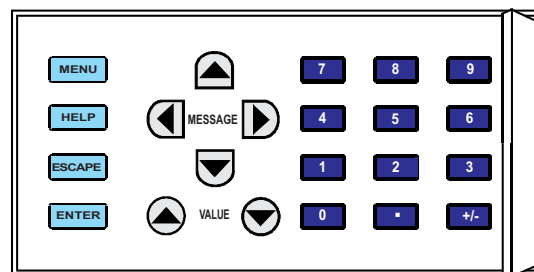 MENU 7 8 9
HELP MESSAGE 4 5 6
ESCAPE 1 2 3
ENTER VALUE 0 . +/-